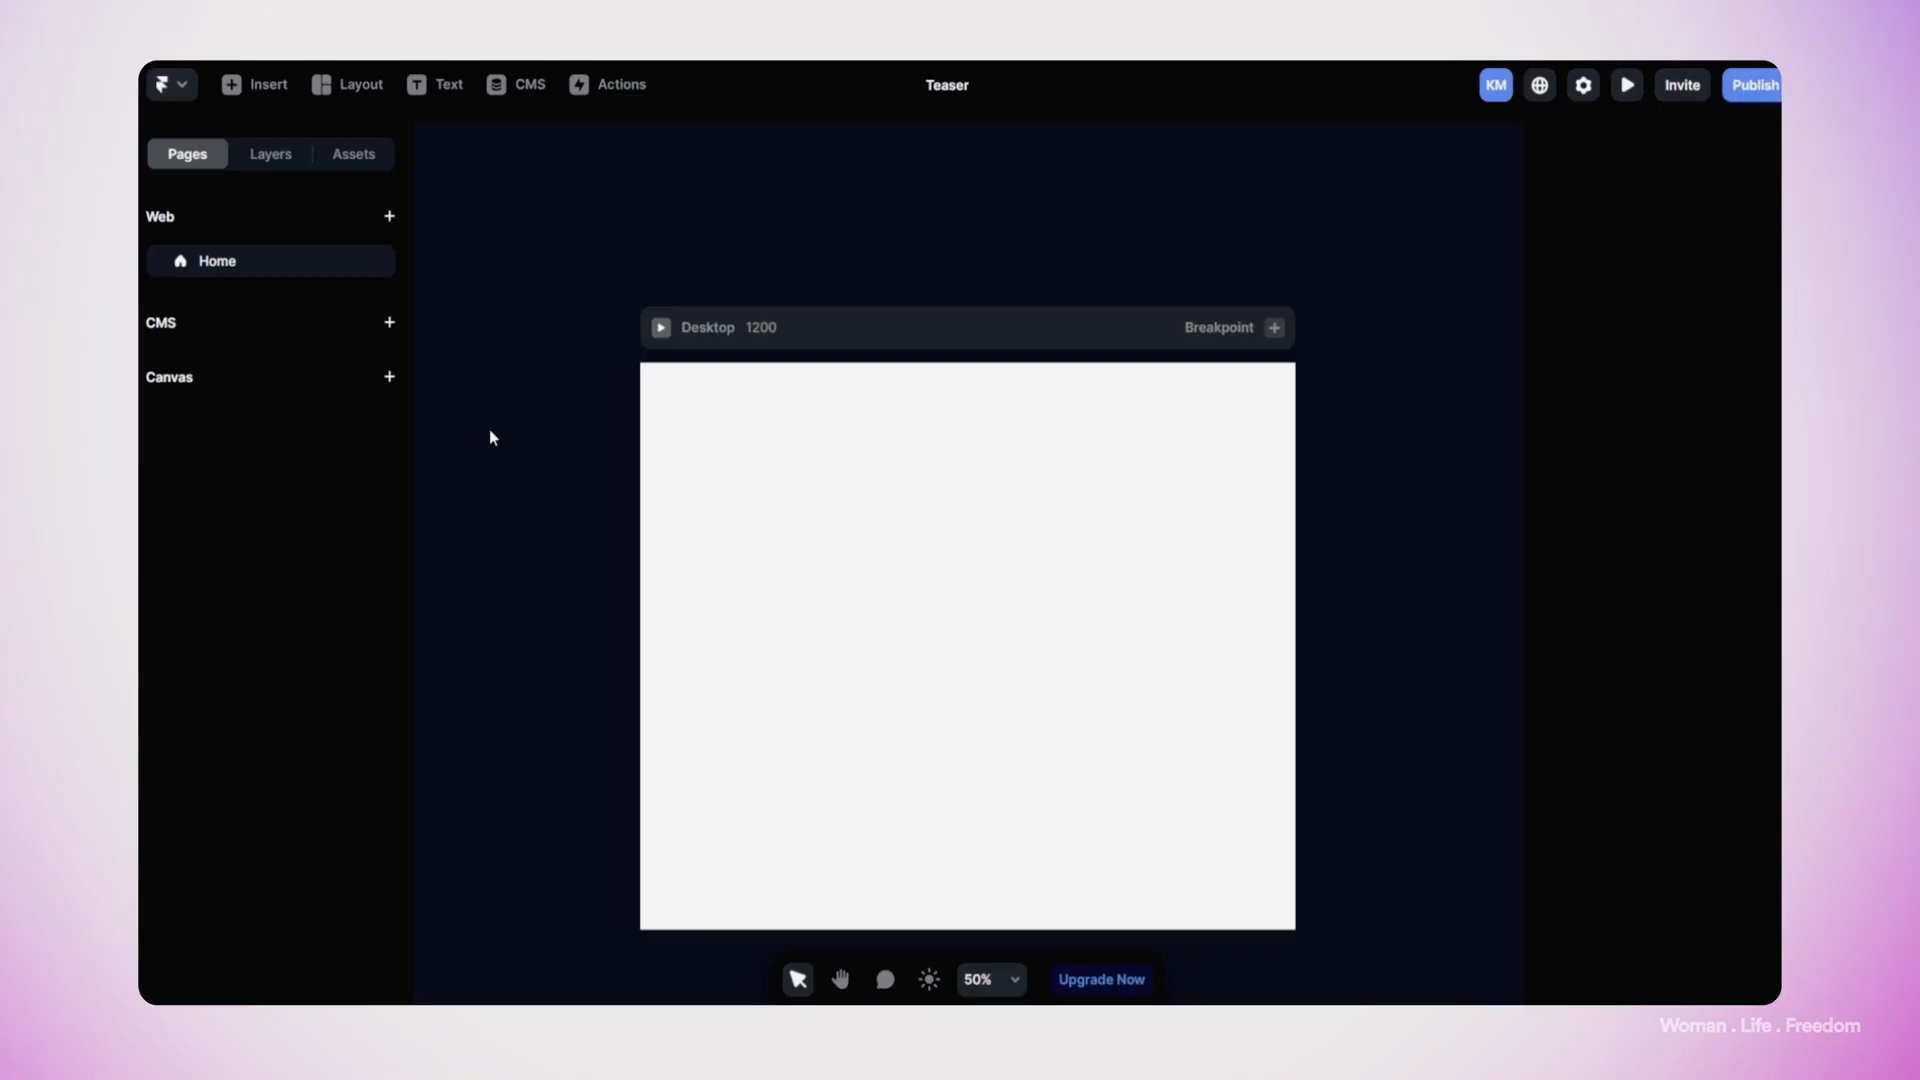 Insert Layout Text CMS Actions Teaser KM Invite Publish
Pages Layers Assets
Web
Home
CMS
Canvas
Desktop 1200 Breakpoint
50% Upgrade Now
Woman . Life . Freedom